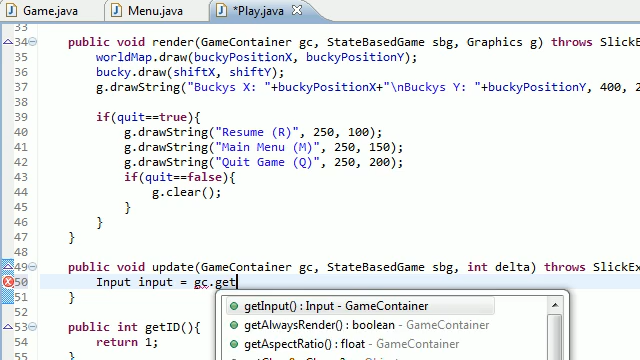 Game.java Menu.java *Play.java
33
34 public void render(GameContainer gc, StateBasedGame sbg, Graphics g) throws SlickE
35 worldMap.draw(buckyPositionX, buckyPositionY);
36 bucky.draw(shiftX, shiftY);
37 g.drawString("Buckys X: "+buckyPositionX+"\nBuckys Y: "+buckyPositionY, 400, 2
38
39 if(quit==true){
40 g.drawString("Resume (R)", 250, 100);
41 g.drawString("Main Menu (M)", 250, 150);
42 g.drawString("Quit Game (Q)", 250, 200);
43 if(quit==false){
44 g.clear();
45 }
46 }
47 }
48
49 public void update(GameContainer gc, StateBasedGame sbg, int delta) throws SlickEx
50 Input input = gc.get
51 }
getInput() : Input - GameContainer
52
getAlwaysRender() : boolean - GameContainer
53 public int getID(){
getAspectRatio() : float - GameContainer
54 return 1;
55 }